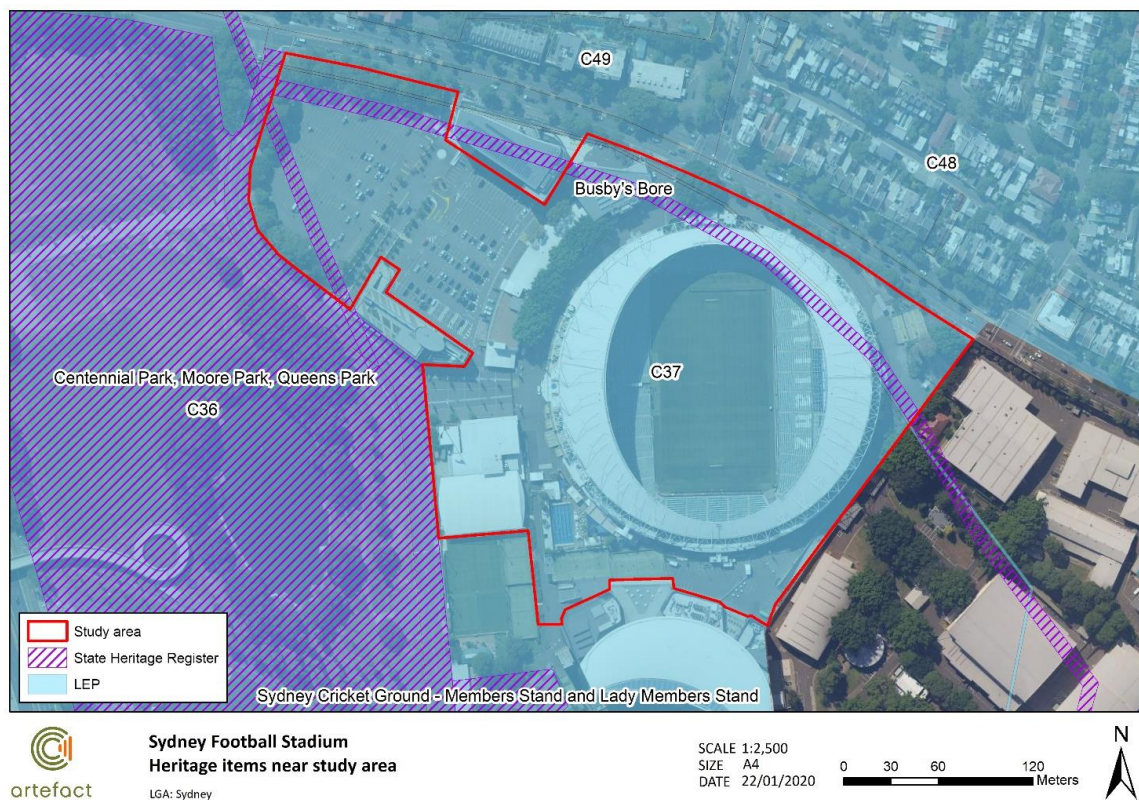 C49
C48
Busby's Bore
C37
Centennial Park, Moore Park, Queens Park
C36
Study area
State Heritage Register
LEP
Sydney Cricket Ground - Members Stand and Lady Members Stand
artefact
Sydney Football Stadium
Heritage items near study area
LGA: Sydney
SCALE 1:2,500
SIZE A4
DATE 22/01/2020
0 30 60 120
Meters
N